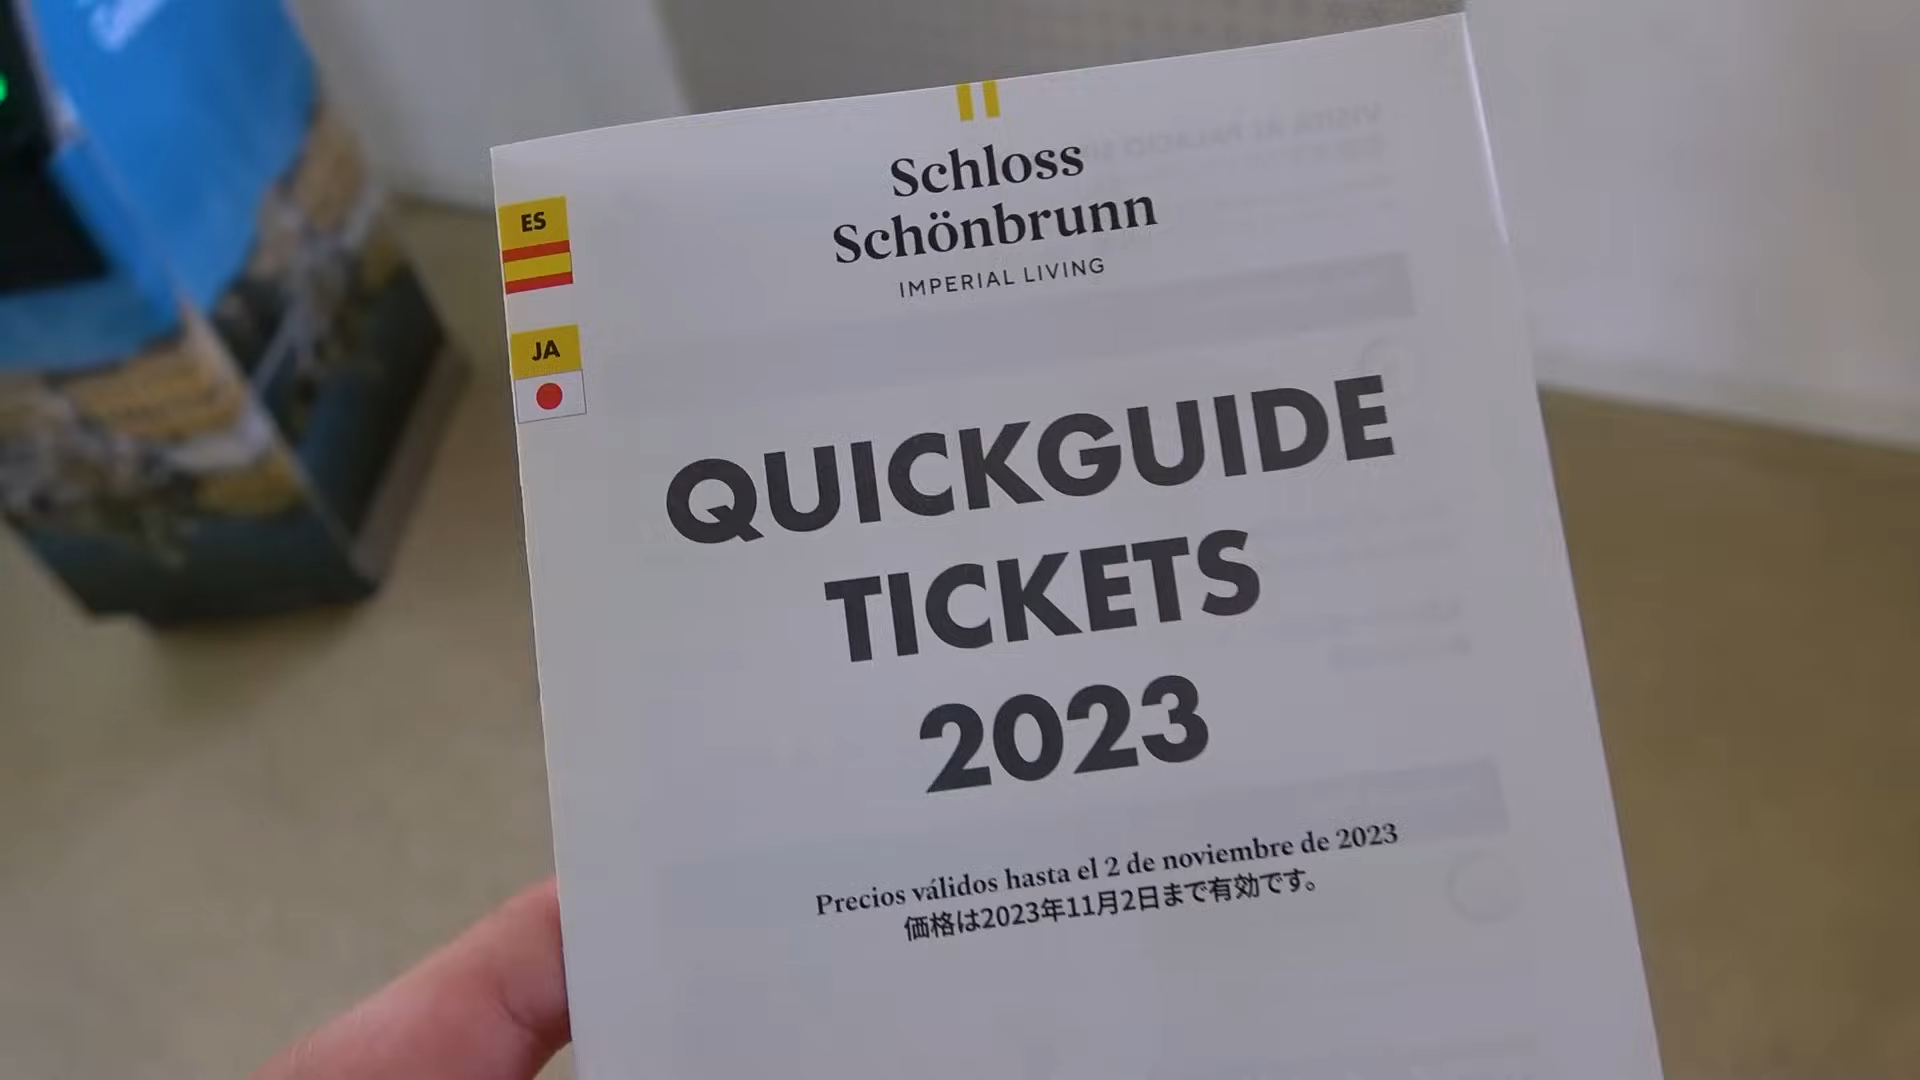 Schloss
Schönbrunn
IMPERIAL LIVING
ES
JA
QUICKGUIDE
TICKETS
2023
Precios válidos hasta el 2 de noviembre de 2023
価格は2023年11月2日まで有効です。